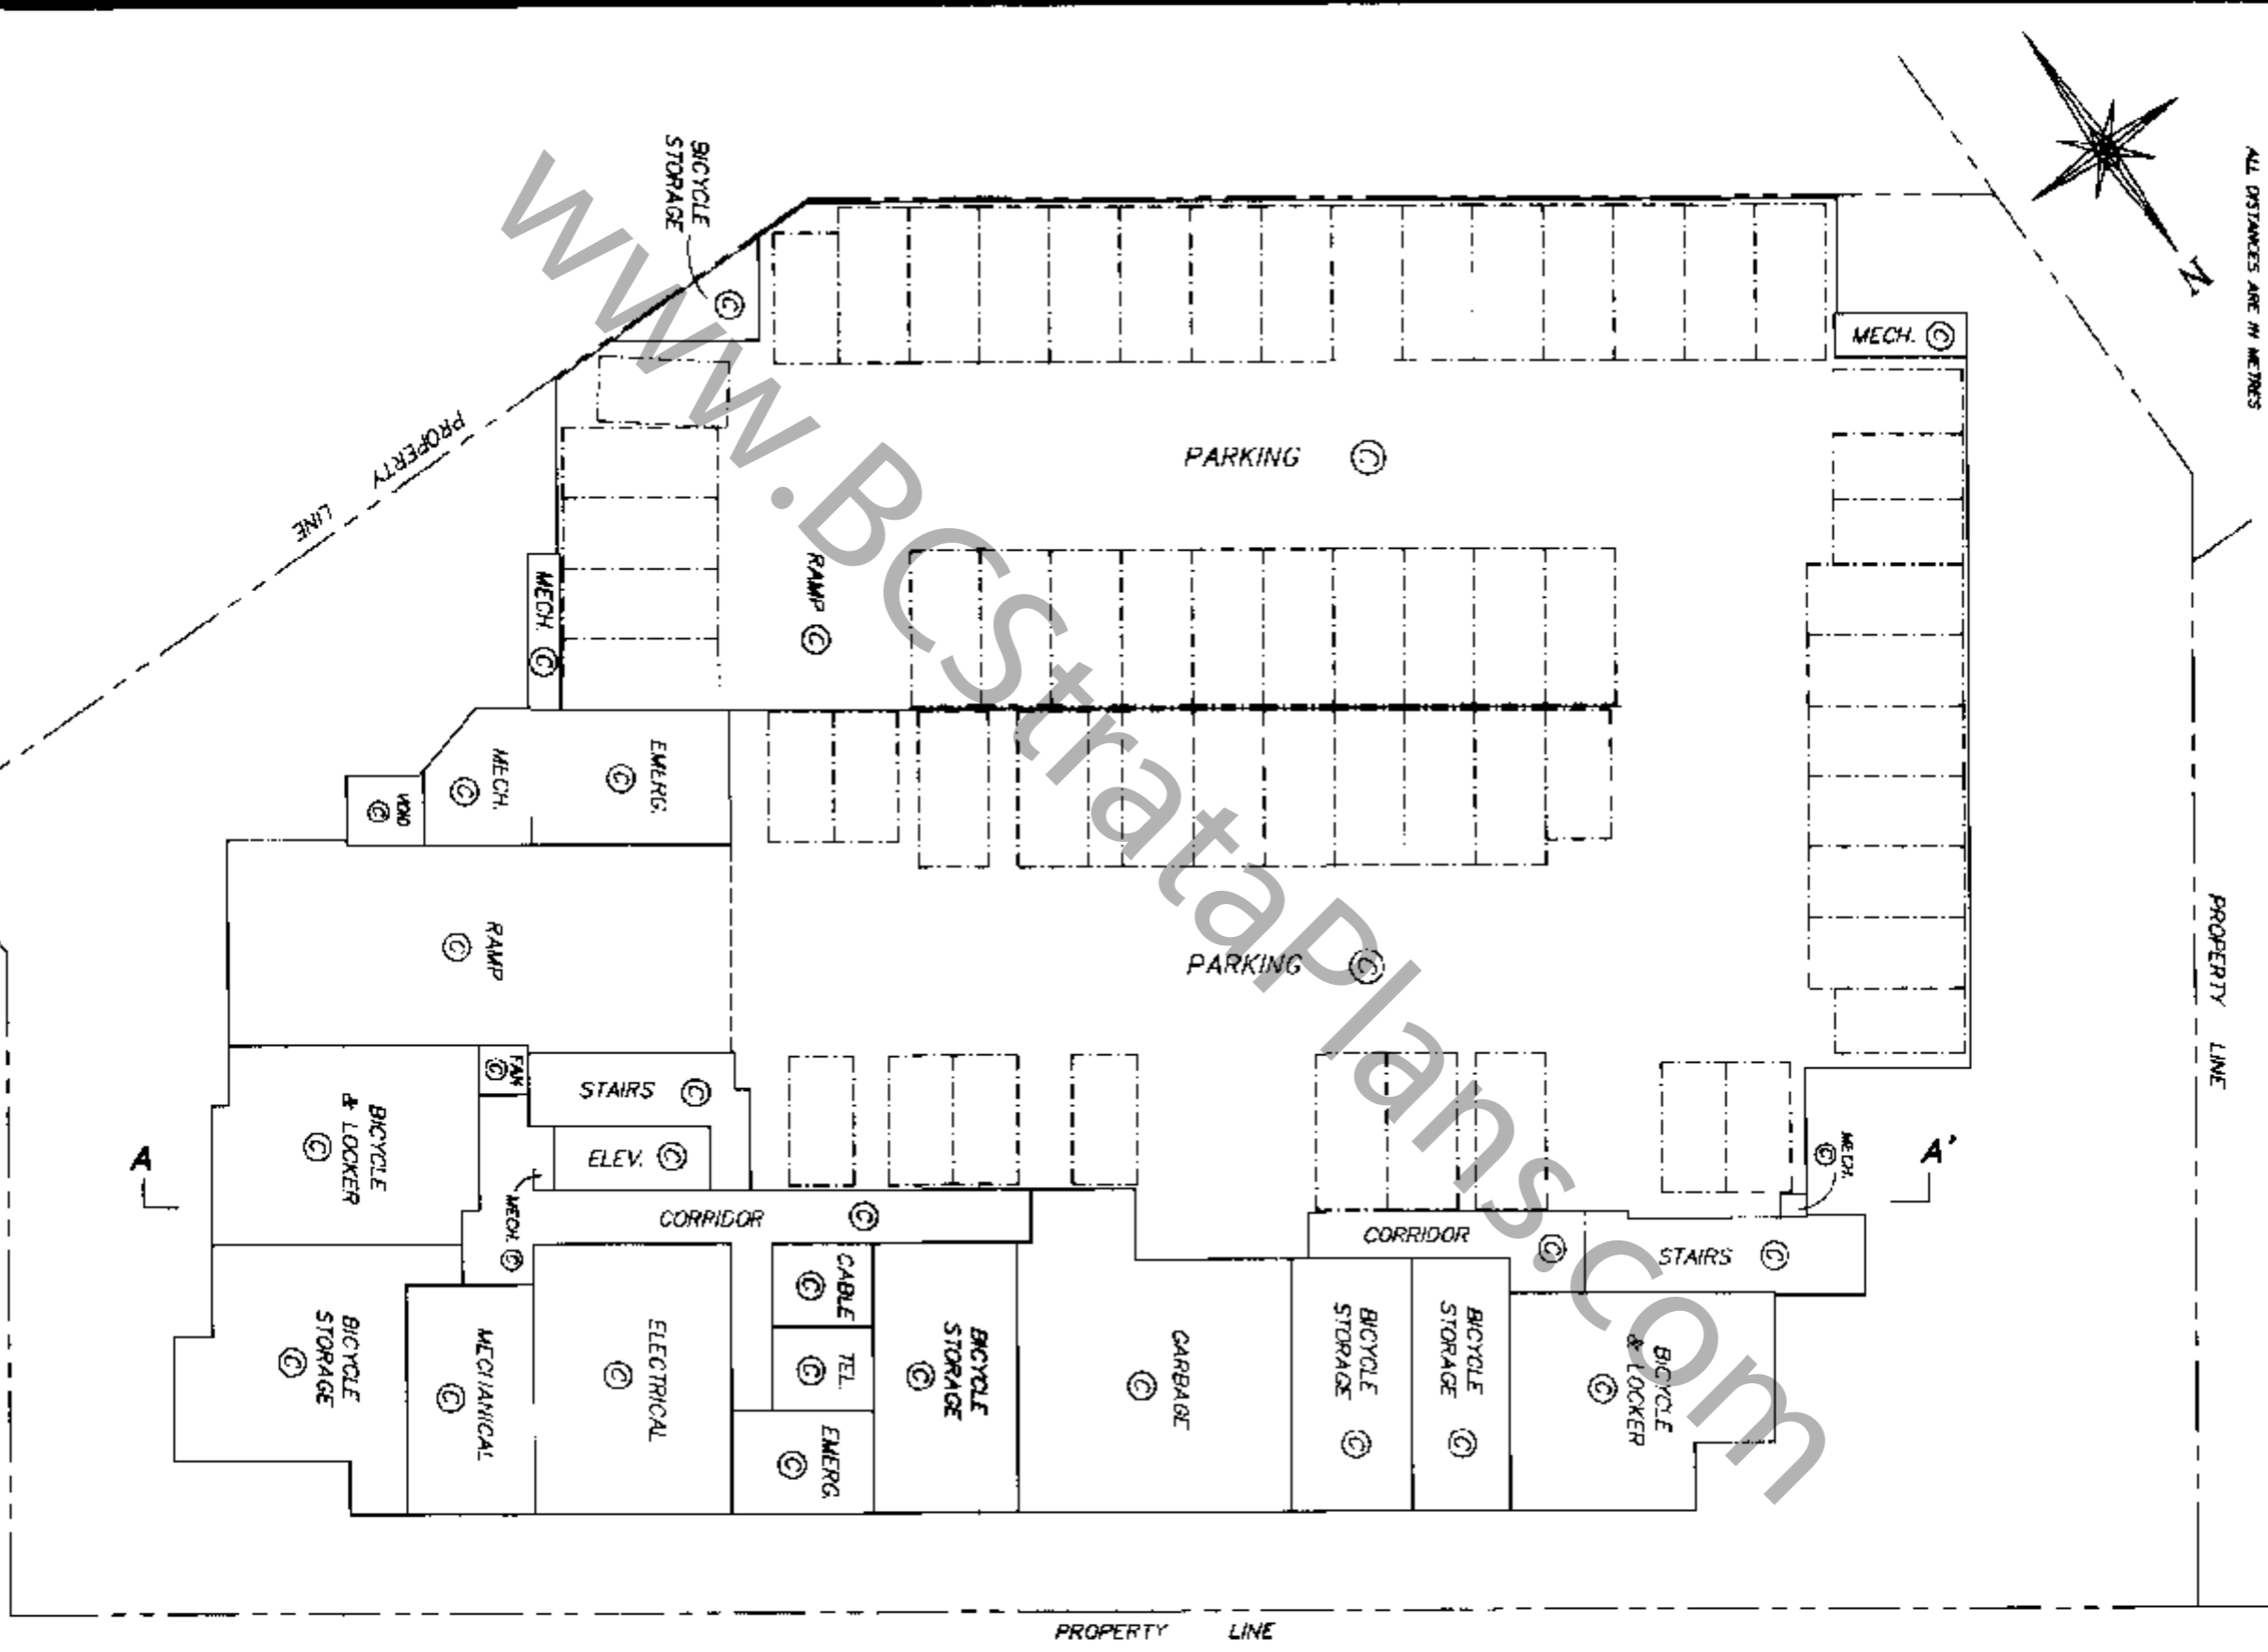 ALL DISTANCES ARE IN METRES
N
BICYCLE
STORAGE
©
MECH. ©
PROPERTY
LINE
PARKING ©
RAMP ©
MECH. ©
EMERG.
©
MECH.
©
VOID
©
RAMP
©
PARKING ©
PROPERTY LINE
FAN
©
STAIRS ©
BICYCLE
& LOCKER
©
ELEV. ©
MECH. ©
A
A'
MECH.
©
CORRIDOR ©
CORRIDOR ©
STAIRS ©
BICYCLE
STORAGE
©
MECHANICAL
©
ELECTRICAL
©
CABLE
©
TEL.
©
EMERG.
©
BICYCLE
STORAGE
©
GARBAGE
©
BICYCLE
STORAGE ©
BICYCLE
STORAGE ©
BICYCLE
& LOCKER
©
PROPERTY LINE
www.BCStrataPlans.com